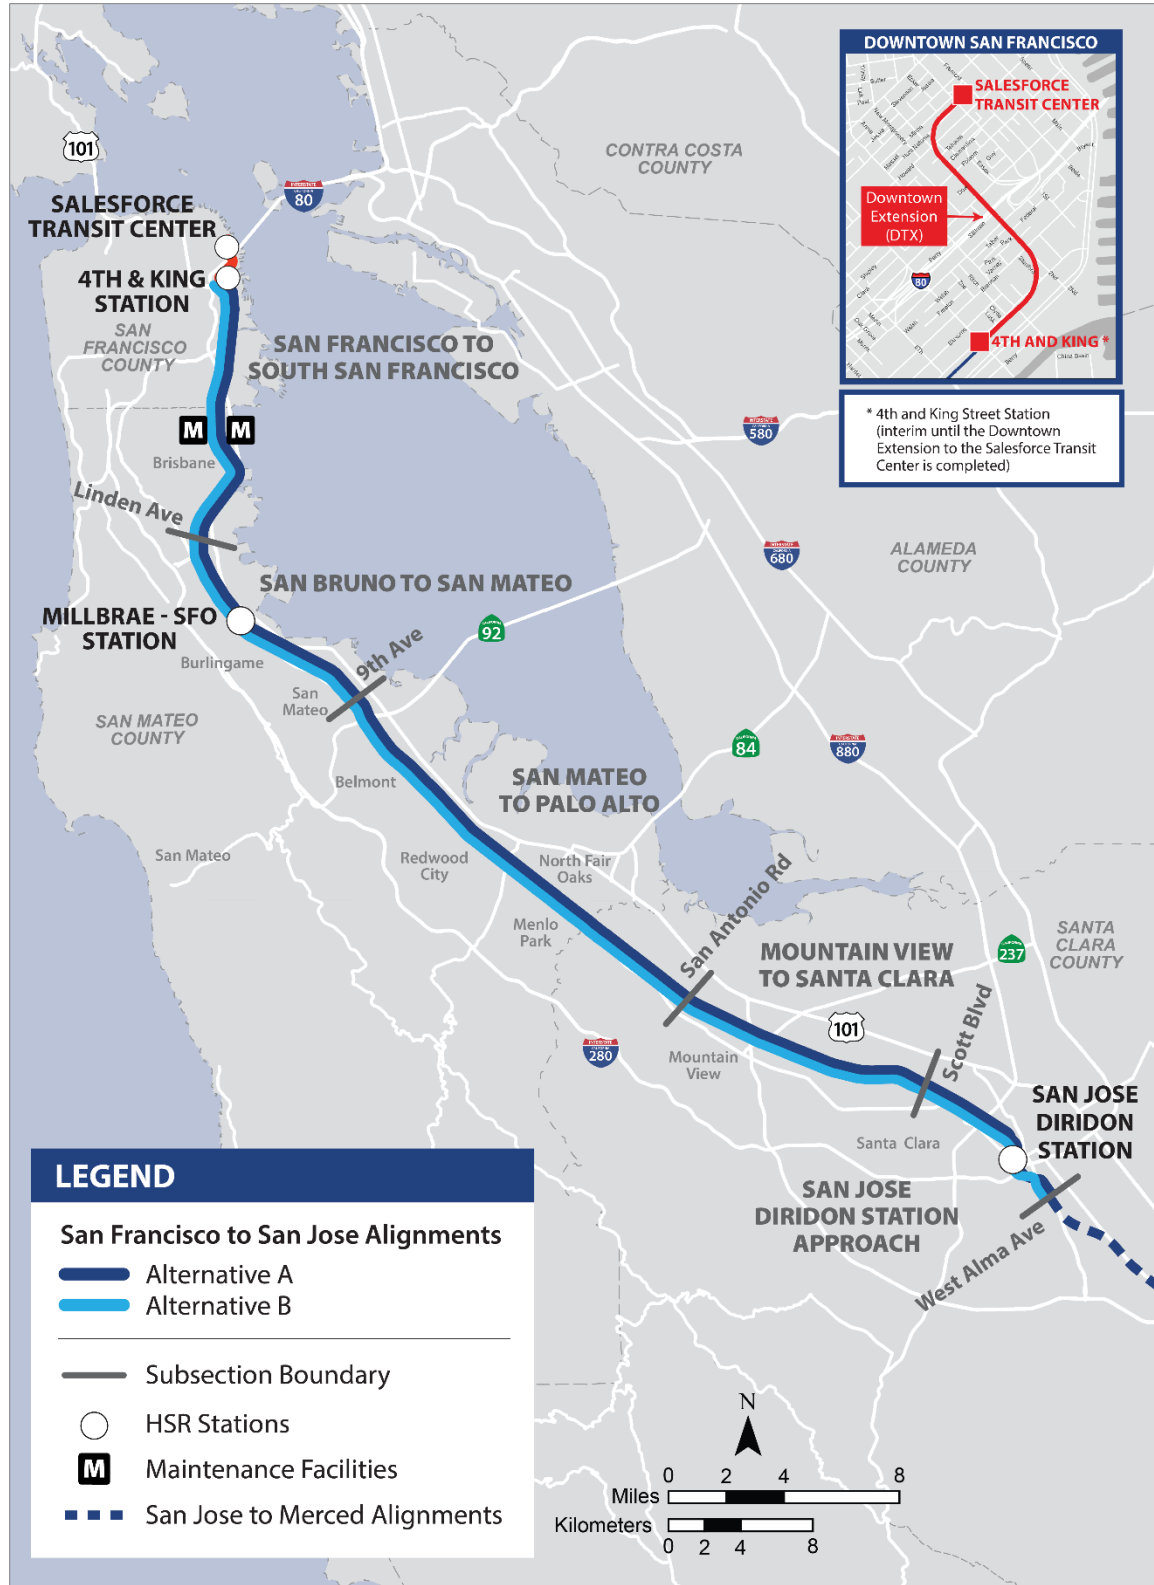 101
INTERSTATE
CALIFORNIA
80
CONTRA COSTA
COUNTY
SALESFORCE
TRANSIT CENTER
4TH & KING
STATION
SAN
FRANCISCO
COUNTY
SAN FRANCISCO TO
SOUTH SAN FRANCISCO
M
M
Brisbane
Linden Ave
SAN BRUNO TO SAN MATEO
MILLBRAE - SFO
STATION
Burlingame
9th Ave
San
Mateo
SAN MATEO
COUNTY
Belmont
San Mateo
Redwood
City
SAN MATEO
TO PALO ALTO
North Fair
Oaks
Menlo
Park
San Antonio Rd
MOUNTAIN VIEW
TO SANTA CLARA
Mountain
View
101
Scott Blvd
237
SANTA
CLARA
COUNTY
280
580
680
ALAMEDA
COUNTY
92
84
880
Santa Clara
SAN JOSE
DIRIDON
STATION
SAN JOSE
DIRIDON STATION
APPROACH
West Alma Ave
DOWNTOWN SAN FRANCISCO
SALESFORCE
TRANSIT CENTER
Downtown
Extension
(DTX)
80
4TH AND KING *
* 4th and King Street Station
(interim until the Downtown
Extension to the Salesforce Transit
Center is completed)
LEGEND
San Francisco to San Jose Alignments
Alternative A
Alternative B
Subsection Boundary
HSR Stations
M
Maintenance Facilities
San Jose to Merced Alignments
N
0 2 4 8
Miles
Kilometers
0 2 4 8